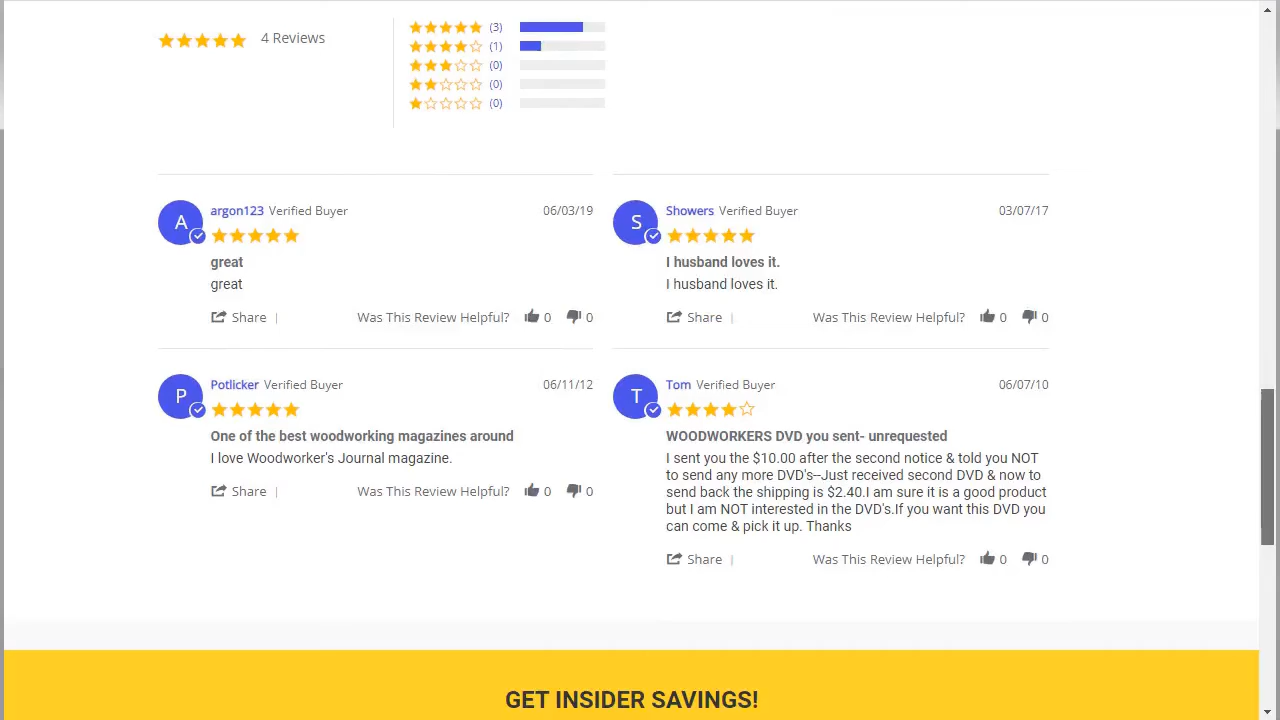 4 Reviews
(3)
(1)
(0)
(0)
(0)
A
argon123 Verified Buyer 06/03/19
great
great
Share | Was This Review Helpful? 0 0
S
Showers Verified Buyer 03/07/17
I husband loves it.
I husband loves it.
Share | Was This Review Helpful? 0 0
P
Potlicker Verified Buyer 06/11/12
One of the best woodworking magazines around
I love Woodworker's Journal magazine.
Share | Was This Review Helpful? 0 0
T
Tom Verified Buyer 06/07/10
WOODWORKERS DVD you sent- unrequested
I sent you the $10.00 after the second notice & told you NOT
to send any more DVD's--Just received second DVD & now to
send back the shipping is $2.40.I am sure it is a good product
but I am NOT interested in the DVD's.If you want this DVD you
can come & pick it up. Thanks
Share | Was This Review Helpful? 0 0
GET INSIDER SAVINGS!